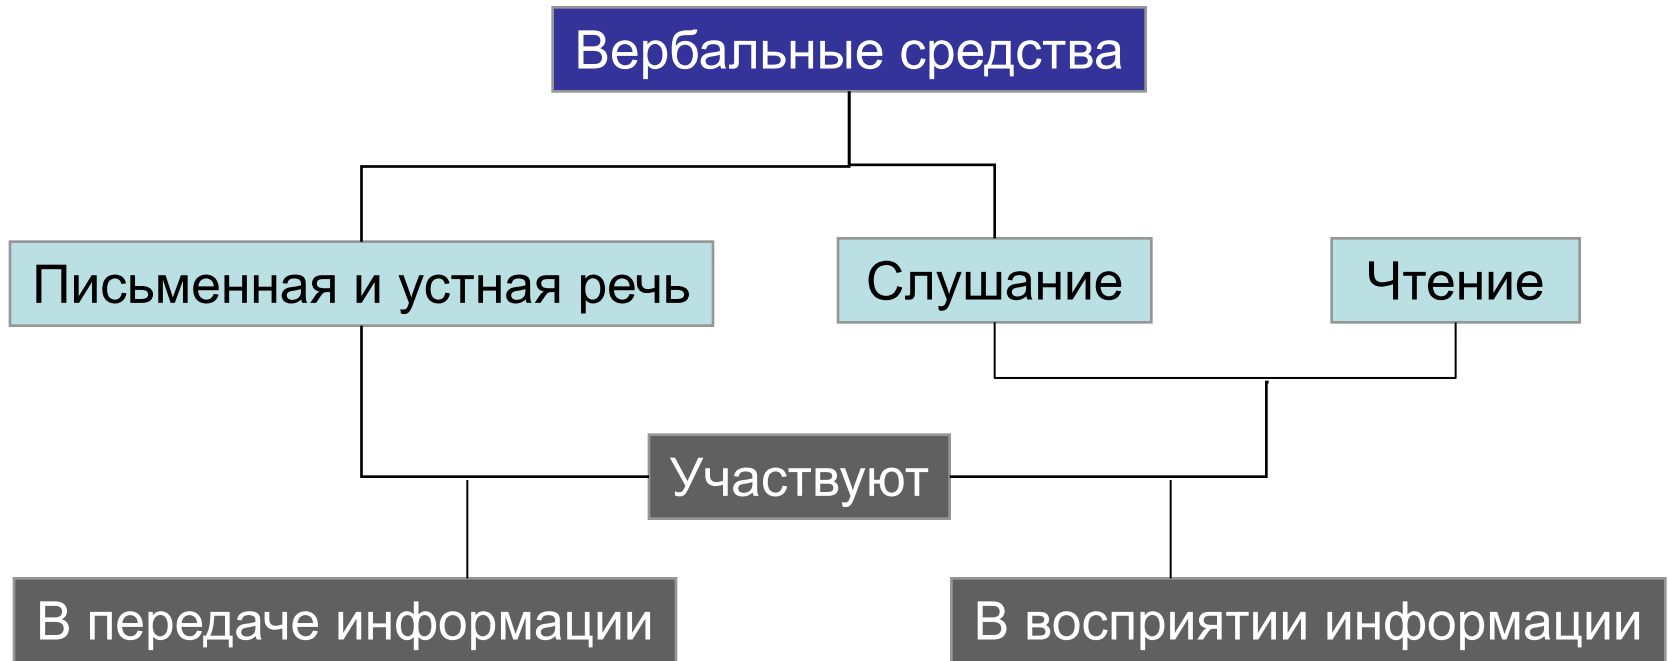 Вербальные средства
Письменная и устная речь
Слушание
Чтение
Участвуют
В передаче информации
В восприятии информации